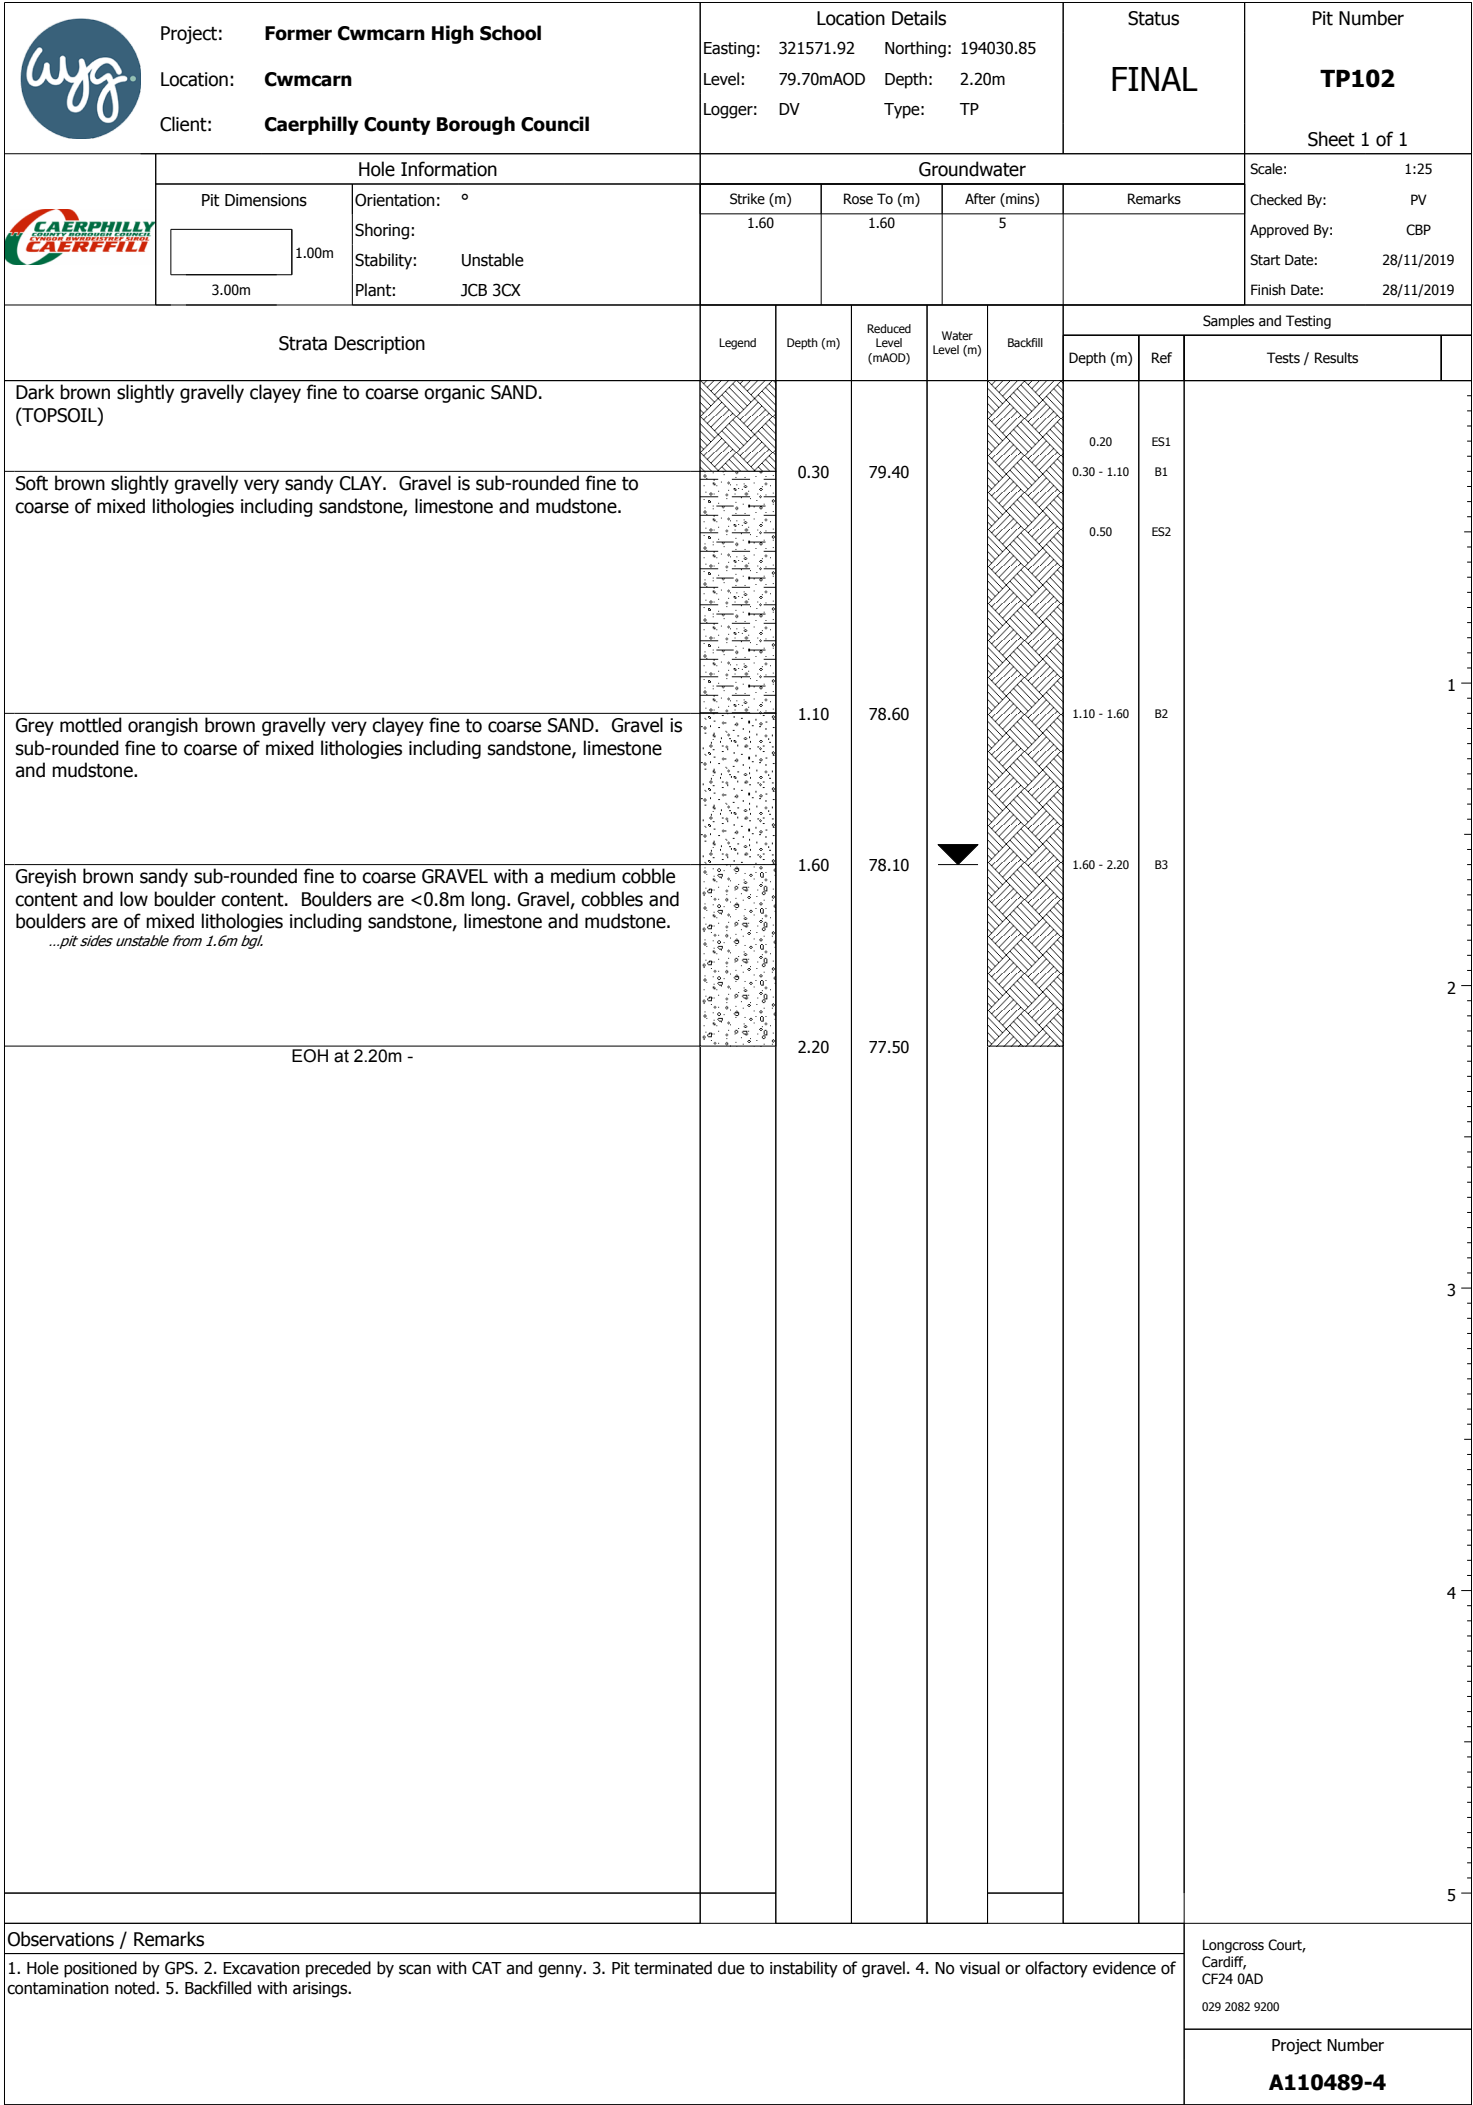 wyg.
Project: Former Cwmcarn High School
Location: Cwmcarn
Client: Caerphilly County Borough Council
Location Details
Easting: 321571.92 Northing: 194030.85
Level: 79.70mAOD Depth: 2.20m
Logger: DV Type: TP
Status
FINAL
Pit Number
TP102
Sheet 1 of 1
CAERPHILLY
COUNTY BOROUGH COUNCIL
CYNGOR BWRDEISTREF SIROL
CAERFFILI
Hole Information
Pit Dimensions
1.00m
3.00m
Orientation: °
Shoring:
Stability: Unstable
Plant: JCB 3CX
Groundwater
Strike (m) Rose To (m) After (mins) Remarks
1.60 1.60 5
Scale: 1:25
Checked By: PV
Approved By: CBP
Start Date: 28/11/2019
Finish Date: 28/11/2019
Strata Description
Legend
Depth (m)
Reduced
Level
(mAOD)
Water
Level (m)
Backfill
Samples and Testing
Depth (m) Ref Tests / Results
Dark brown slightly gravelly clayey fine to coarse organic SAND.
(TOPSOIL)
0.20 ES1
0.30 79.40 0.30 - 1.10 B1
Soft brown slightly gravelly very sandy CLAY. Gravel is sub-rounded fine to
coarse of mixed lithologies including sandstone, limestone and mudstone.
0.50 ES2
1
1.10 78.60 1.10 - 1.60 B2
Grey mottled orangish brown gravelly very clayey fine to coarse SAND. Gravel is
sub-rounded fine to coarse of mixed lithologies including sandstone, limestone
and mudstone.
1.60 78.10 1.60 - 2.20 B3
Greyish brown sandy sub-rounded fine to coarse GRAVEL with a medium cobble
content and low boulder content. Boulders are <0.8m long. Gravel, cobbles and
boulders are of mixed lithologies including sandstone, limestone and mudstone.
...pit sides unstable from 1.6m bgl.
2
2.20 77.50
EOH at 2.20m -
3
4
5
Observations / Remarks
1. Hole positioned by GPS. 2. Excavation preceded by scan with CAT and genny. 3. Pit terminated due to instability of gravel. 4. No visual or olfactory evidence of
contamination noted. 5. Backfilled with arisings.
Longcross Court,
Cardiff,
CF24 0AD
029 2082 9200
Project Number
A110489-4